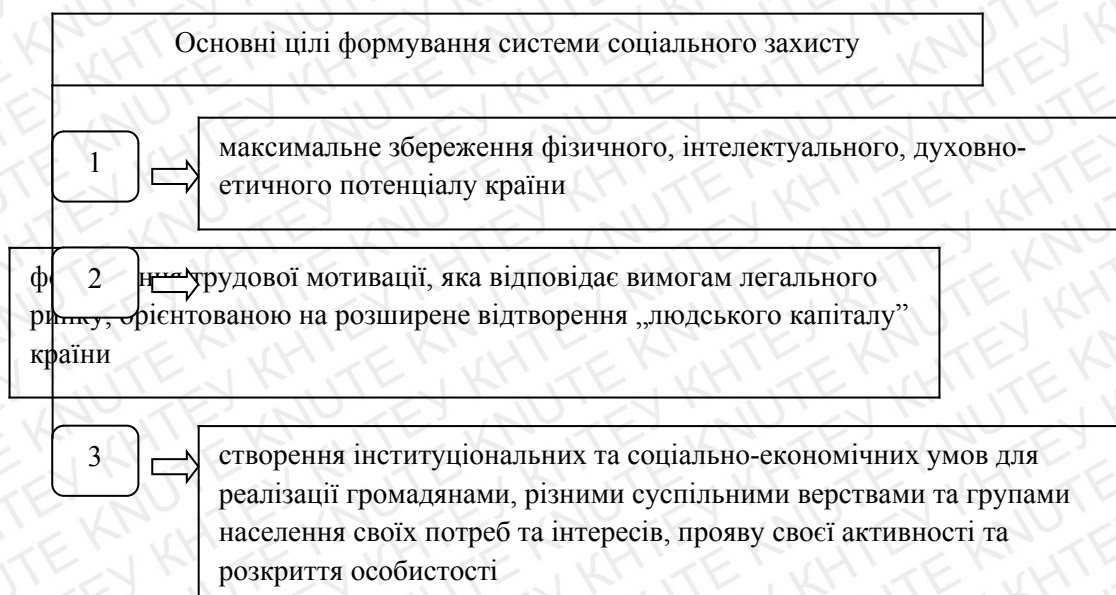 Основні цілі формування системи соціального захисту
1
максимальне збереження фізичного, інтелектуального, духовно-
етичного потенціалу країни
2
трудової мотивації, яка відповідає вимогам легального
ринку, орієнтованою на розширене відтворення „людського капіталу”
країни
3
створення інституціональних та соціально-економічних умов для
реалізації громадянами, різними суспільними верствами та групами
населення своїх потреб та інтересів, прояву своєї активності та
розкриття особистості